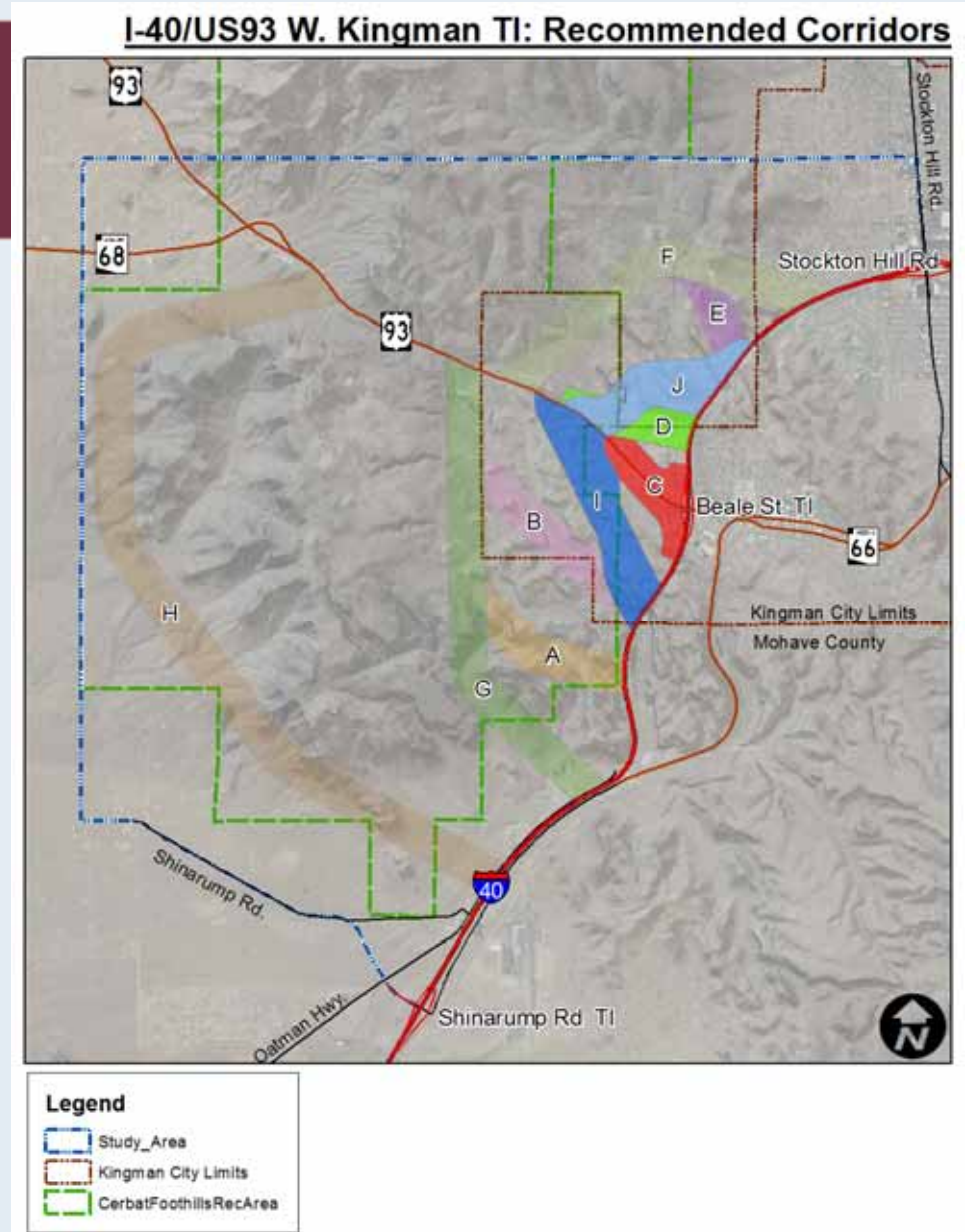 I-40/US93 W. Kingman TI: Recommended Corridors
93
Stockton Hill Rd.
68
F
Stockton Hill Rd
93
E
J
D
C
I
B
Beale St TI
66
H
Kingman City Limits
A
Mohave County
G
Shinarump Rd.
40
Oatman Hwy.
Shinarump Rd TI
N
Legend
Study_Area
Kingman City Limits
CerbatFoothillsRecArea